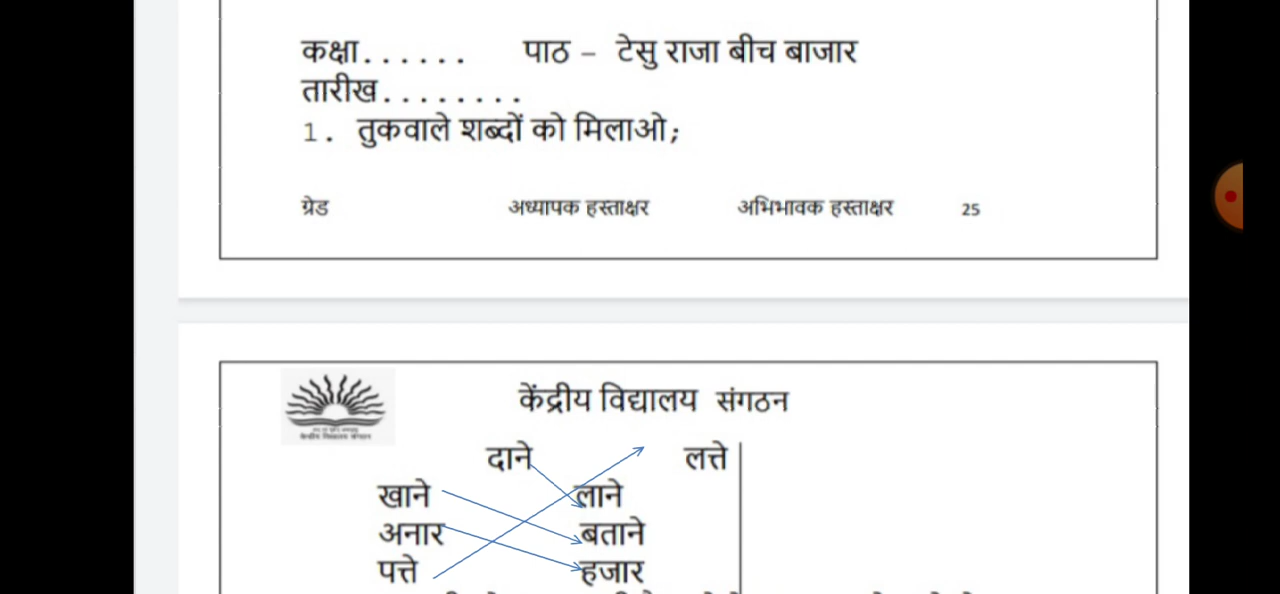 कक्षा...... पाठ – टेसु राजा बीच बाजार
तारीख........
1. तुकवाले शब्दों को मिलाओ;
ग्रेड अध्यापक हस्ताक्षर अभिभावक हस्ताक्षर 25
केंद्रीय विद्यालय संगठन
दाने लत्ते
खाने लाने
अनार बताने
पत्ते हजार